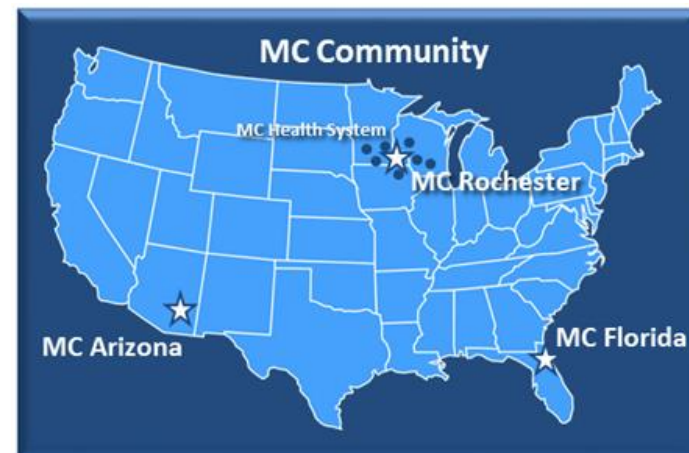 MC Community
MC Health System
MC Rochester
MC Arizona
MC Florida